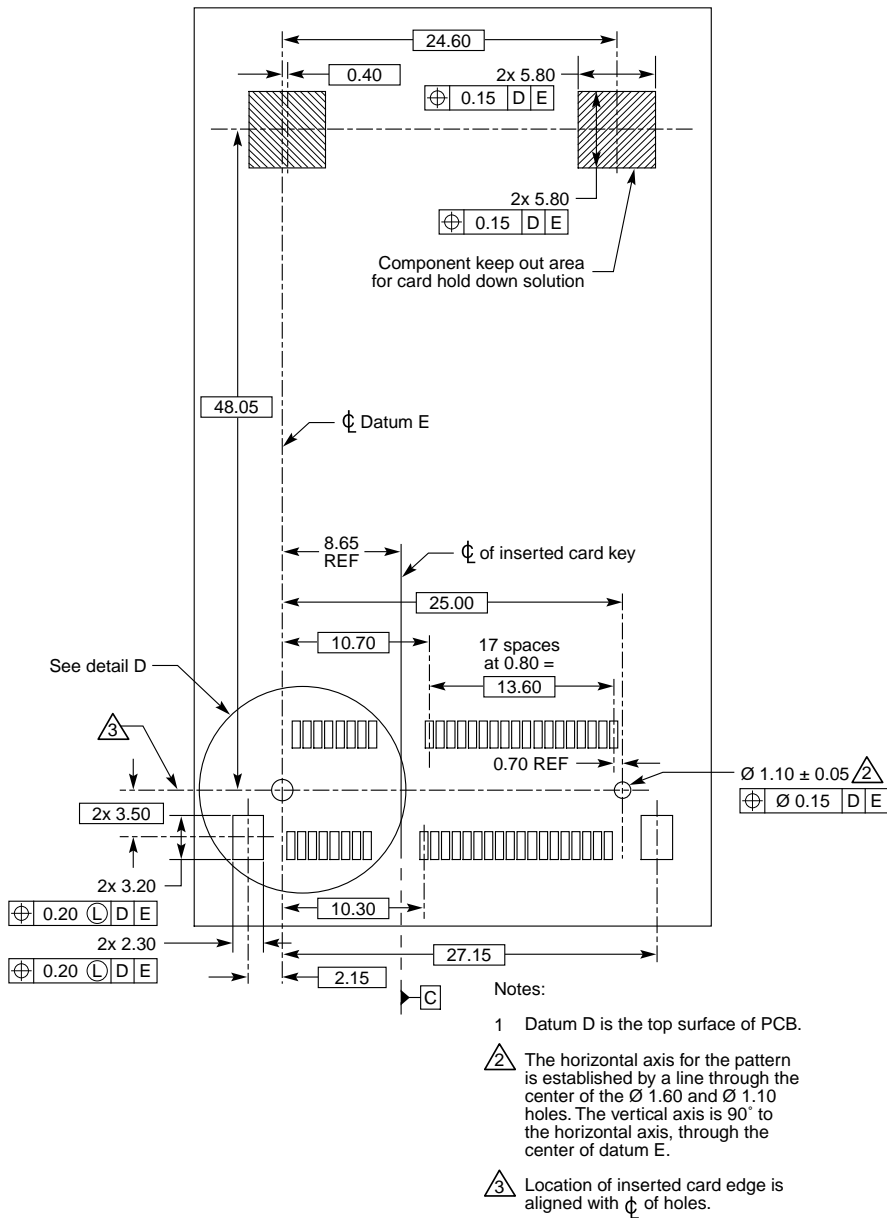 24.60
0.40
2x 5.80
⌖ 0.15 D E
2x 5.80
⌖ 0.15 D E
Component keep out area
for card hold down solution
48.05
℄ Datum E
8.65
REF
℄ of inserted card key
25.00
10.70
17 spaces
at 0.80 =
13.60
See detail D
3
0.70 REF
Ø 1.10 ± 0.05 2
⌖ Ø 0.15 D E
2x 3.50
2x 3.20
⌖ 0.20 Ⓛ D E
10.30
2x 2.30
⌖ 0.20 Ⓛ D E
27.15
2.15
C
Notes:
1 Datum D is the top surface of PCB.
2 The horizontal axis for the pattern
is established by a line through the
center of the Ø 1.60 and Ø 1.10
holes. The vertical axis is 90˚ to
the horizontal axis, through the
center of datum E.
3 Location of inserted card edge is
aligned with ℄ of holes.